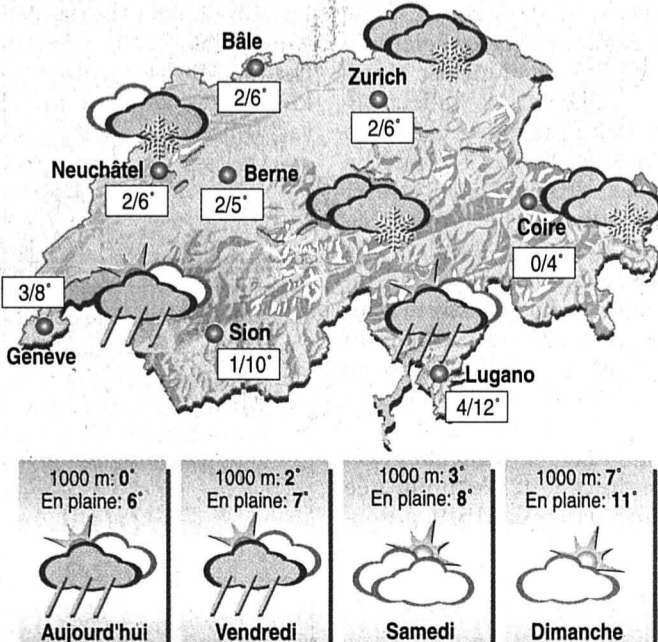 Bâle
2/6°
Zurich
2/6°
Neuchâtel
2/6°
Berne
2/5°
Coire
0/4°
3/8°
Genève
Sion
1/10°
Lugano
4/12°
1000 m: 0°
En plaine: 6°
Aujourd'hui
1000 m: 2°
En plaine: 7°
Vendredi
1000 m: 3°
En plaine: 8°
Samedi
1000 m: 7°
En plaine: 11°
Dimanche